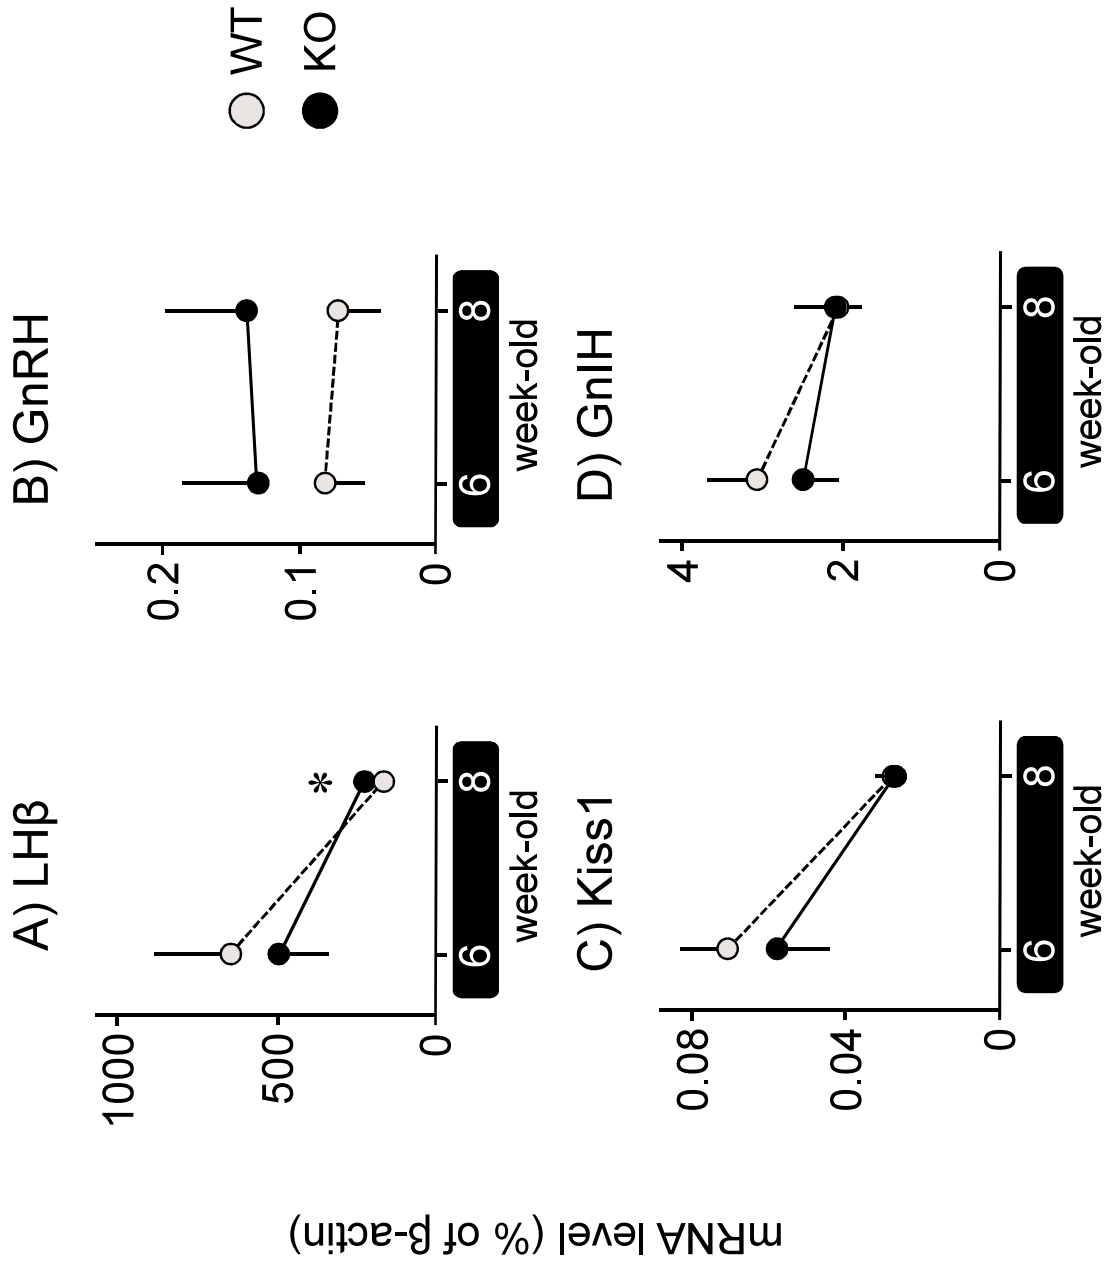 A) LHβ
1000
500
0
6
8
*
week-old
B) GnRH
0.2
0.1
0
6
8
week-old
WT
KO
C) Kiss1
0.08
0.04
0
6
8
week-old
D) GnIH
4
2
0
6
8
week-old
mRNA level (% of β-actin)